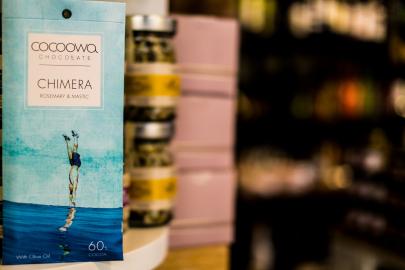 COCOOWA
CHOCOLATE
CHIMERA
ROSEMARY & MASTIC
With Olive Oil
60%
COCOA